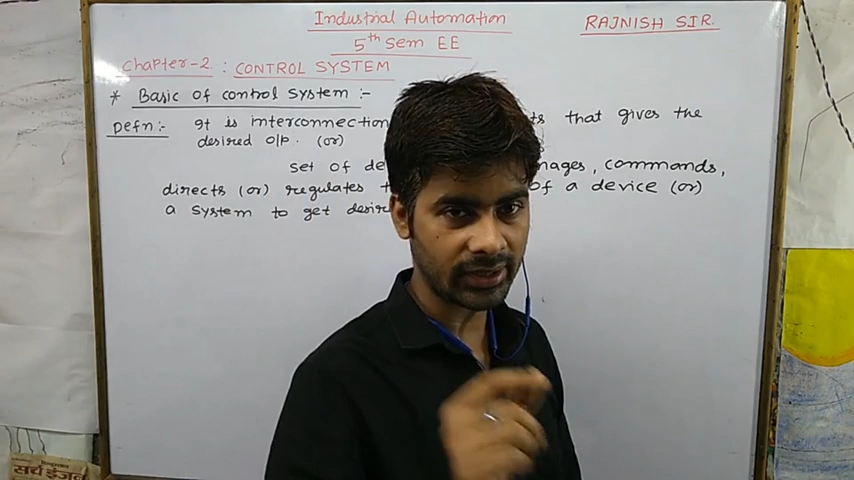 Industrial Automation
RAJNISH SIR.
5th Sem EE
Chapter-2 : CONTROL SYSTEM
* Basic of control system :-
Defn:- It is interconnection ts that gives the
desired o/p. (or)
set of de nages, commands,
directs (or) regulates t of a device (or)
a system to get desire
सर्च इंजन